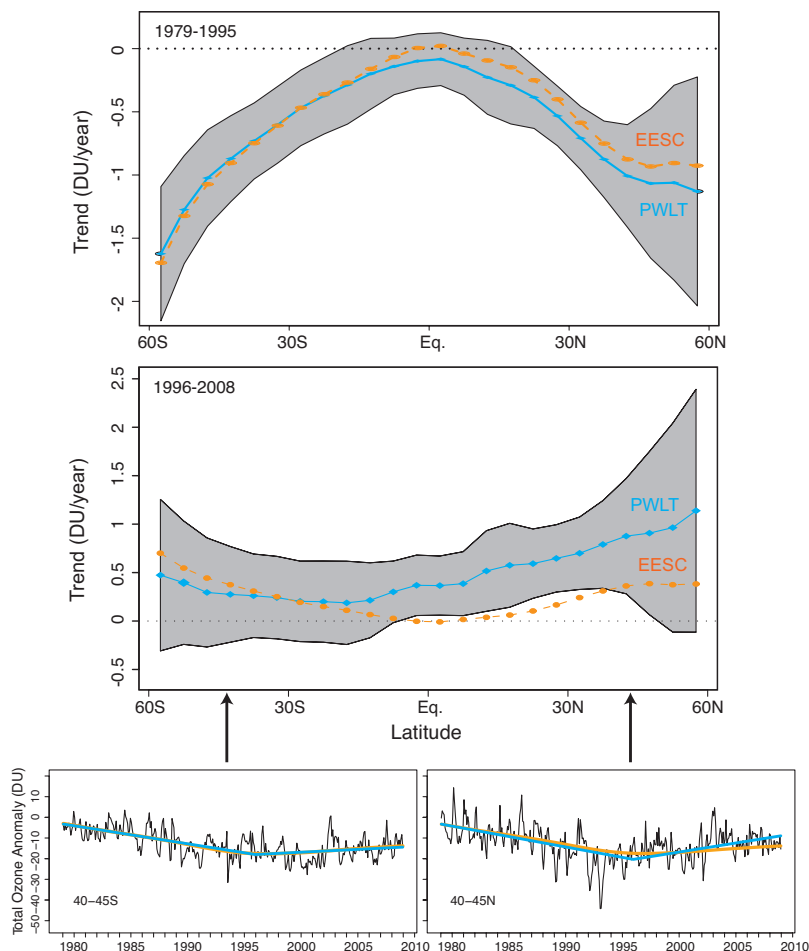 1979-1995
Trend (DU/year)
0
-0.5
-1
-1.5
-2
EESC
PWLT
60S
30S
Eq.
30N
60N
1996-2008
Trend (DU/year)
2.5
2
1.5
1
0.5
0
-0.5
PWLT
EESC
60S
30S
Eq.
30N
60N
Latitude
Total Ozone Anomaly (DU)
10
0
-10
-20
-30
-40
-50
40-45S
1980
1985
1990
1995
2000
2005
2010
40-45N
1980
1985
1990
1995
2000
2005
2010